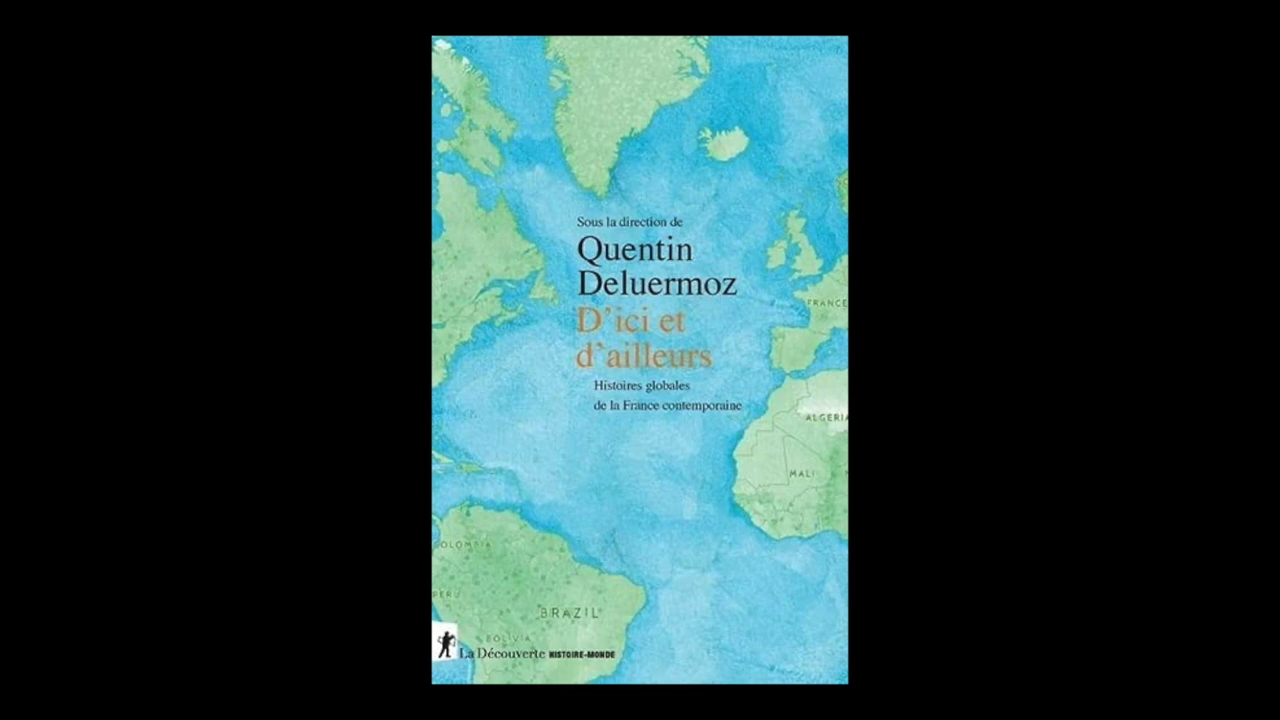 Sous la direction de
Quentin
Deluermoz
D'ici et
d'ailleurs
Histoires globales
de la France contemporaine
FRANCE
ALGERIA
MALI
COLOMBIA
PERU
BRAZIL
BOLIVIA
La Découverte HISTOIRE-MONDE